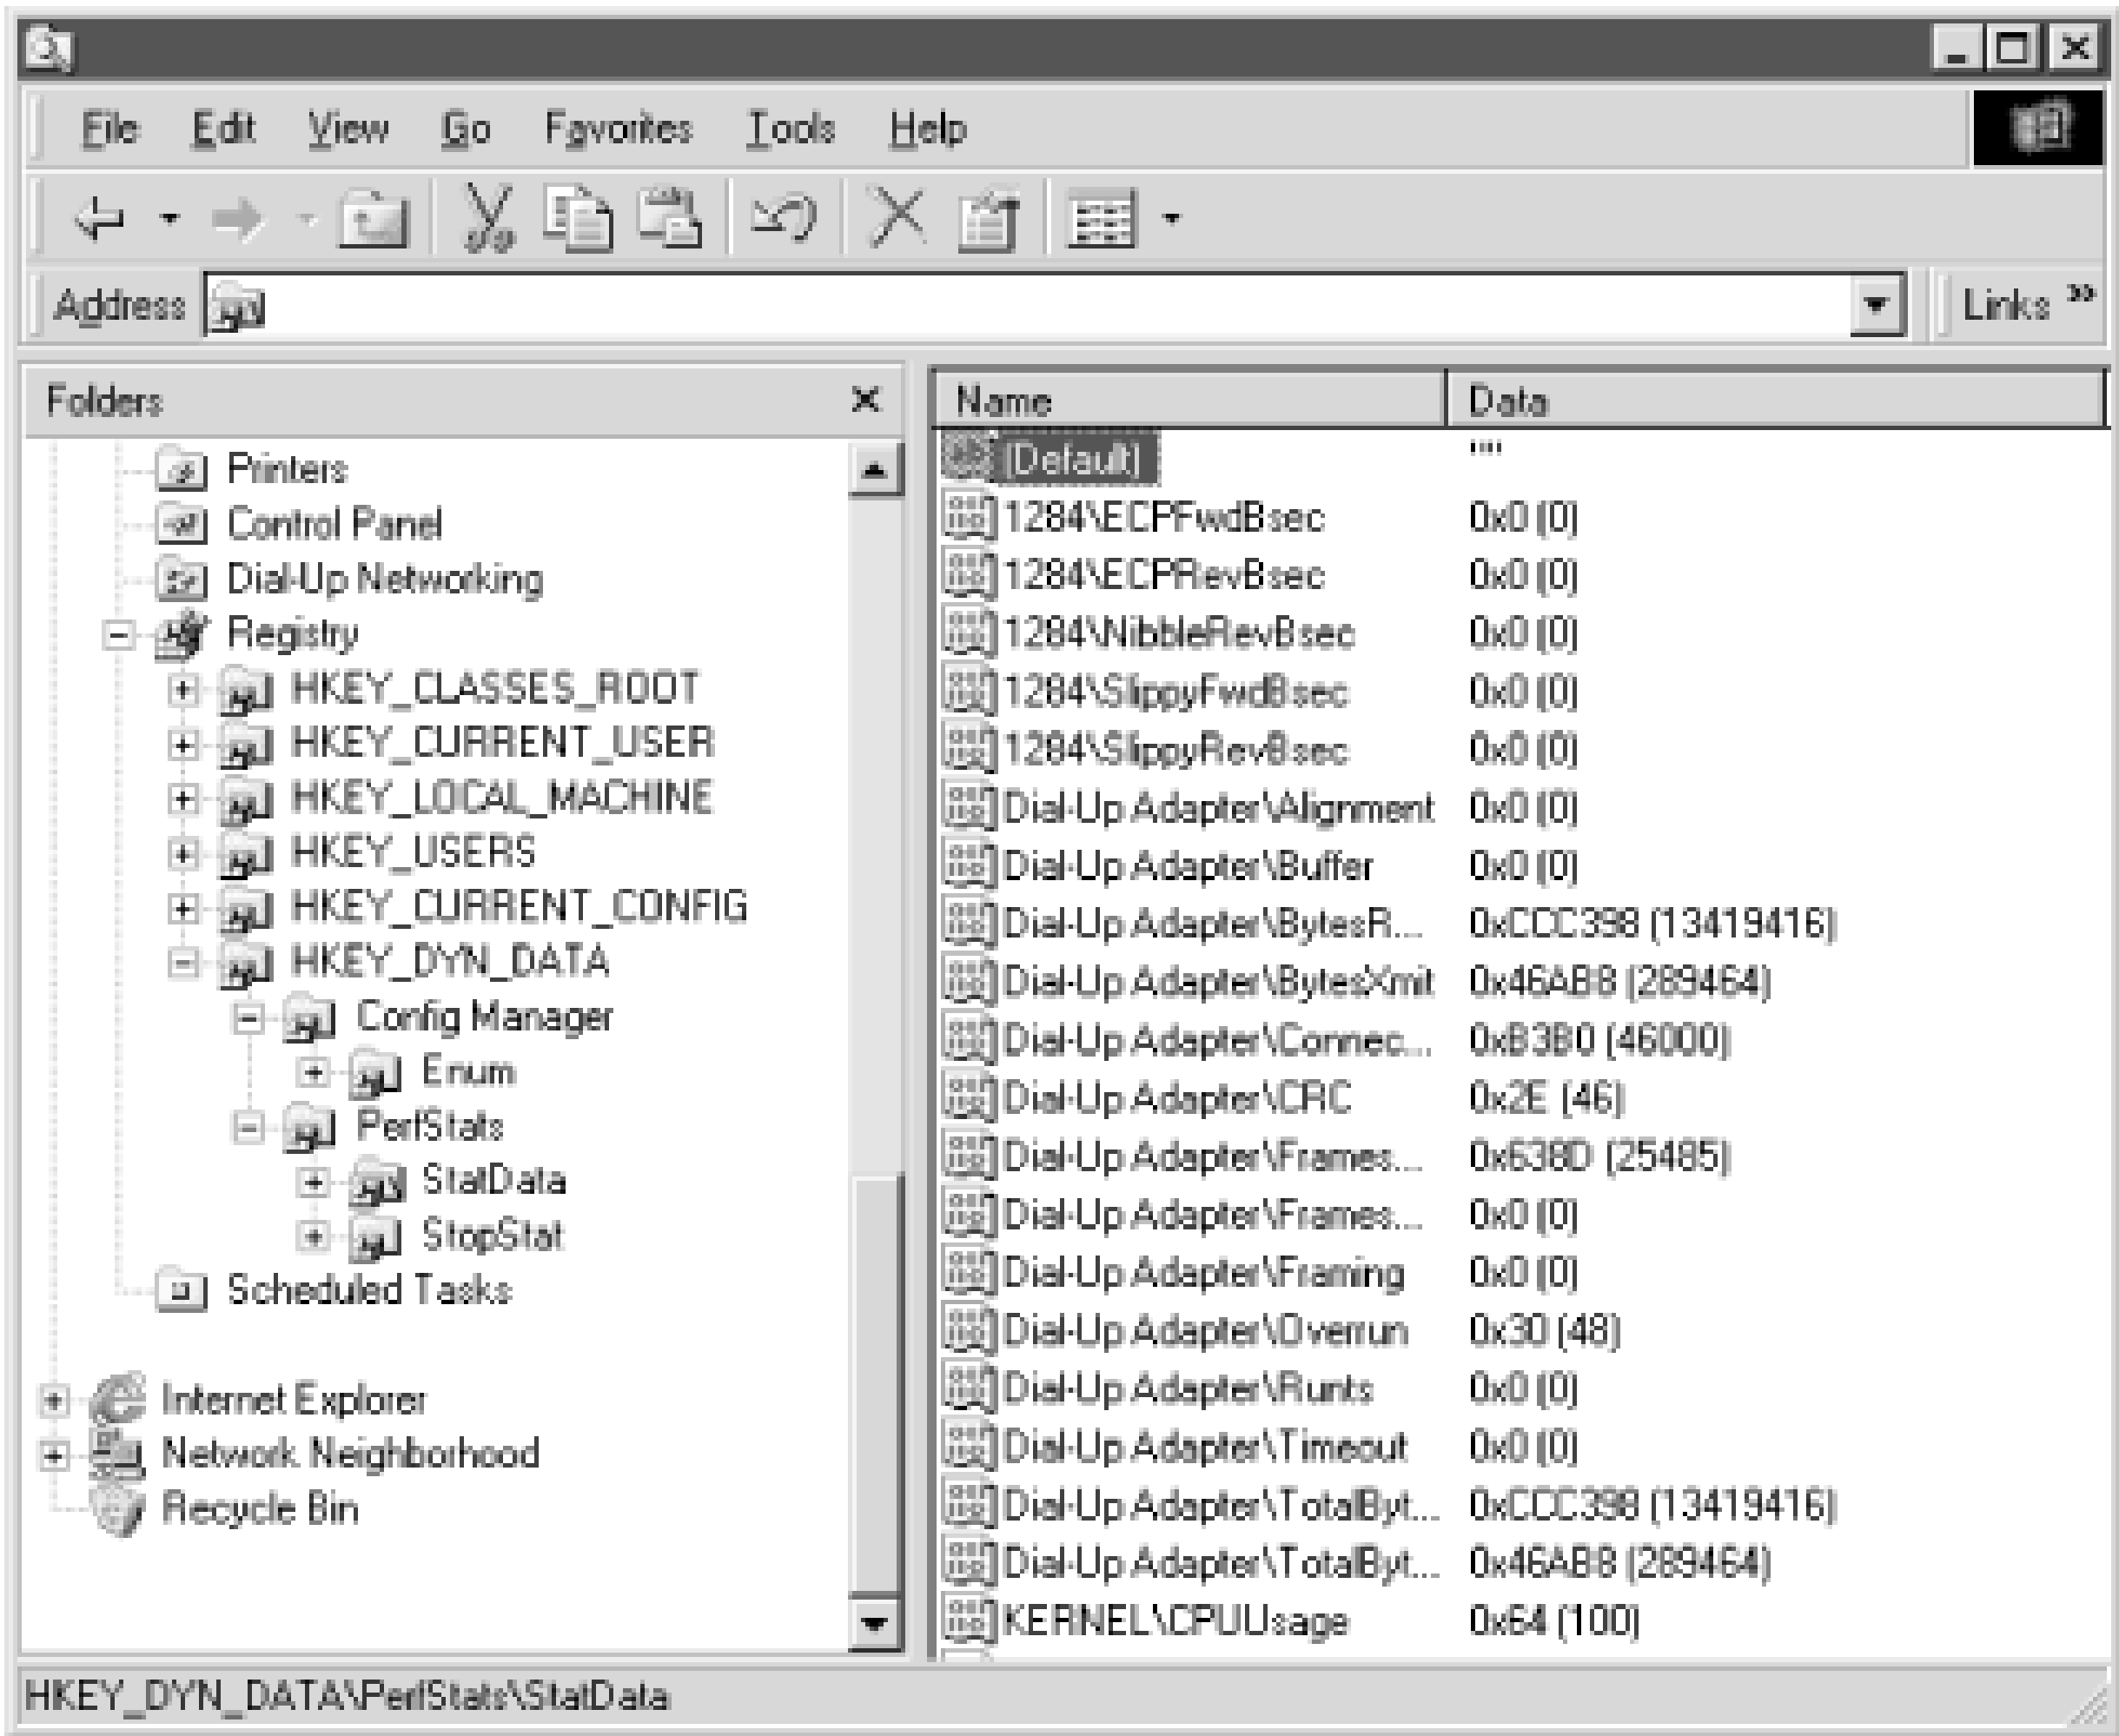 File Edit View Go Favorites Tools Help
Address Links »
Folders
Printers
Control Panel
Dial-Up Networking
Registry
HKEY_CLASSES_ROOT
HKEY_CURRENT_USER
HKEY_LOCAL_MACHINE
HKEY_USERS
HKEY_CURRENT_CONFIG
HKEY_DYN_DATA
Config Manager
Enum
PerfStats
StatData
StopStat
Scheduled Tasks
Internet Explorer
Network Neighborhood
Recycle Bin
Name Data
(Default) ""
1284\ECPFwdBsec 0x0 (0)
1284\ECPRevBsec 0x0 (0)
1284\NibbleRevBsec 0x0 (0)
1284\SlippyFwdBsec 0x0 (0)
1284\SlippyRevBsec 0x0 (0)
Dial-Up Adapter\Alignment 0x0 (0)
Dial-Up Adapter\Buffer 0x0 (0)
Dial-Up Adapter\BytesR... 0xCCC398 (13419416)
Dial-Up Adapter\BytesXmit 0x46AB8 (289464)
Dial-Up Adapter\Connec... 0xB3B0 (46000)
Dial-Up Adapter\CRC 0x2E (46)
Dial-Up Adapter\Frames... 0x638D (25485)
Dial-Up Adapter\Frames... 0x0 (0)
Dial-Up Adapter\Framing 0x0 (0)
Dial-Up Adapter\Overrun 0x30 (48)
Dial-Up Adapter\Runts 0x0 (0)
Dial-Up Adapter\Timeout 0x0 (0)
Dial-Up Adapter\TotalByt... 0xCCC398 (13419416)
Dial-Up Adapter\TotalByt... 0x46AB8 (289464)
KERNEL\CPUUsage 0x64 (100)
HKEY_DYN_DATA\PerfStats\StatData